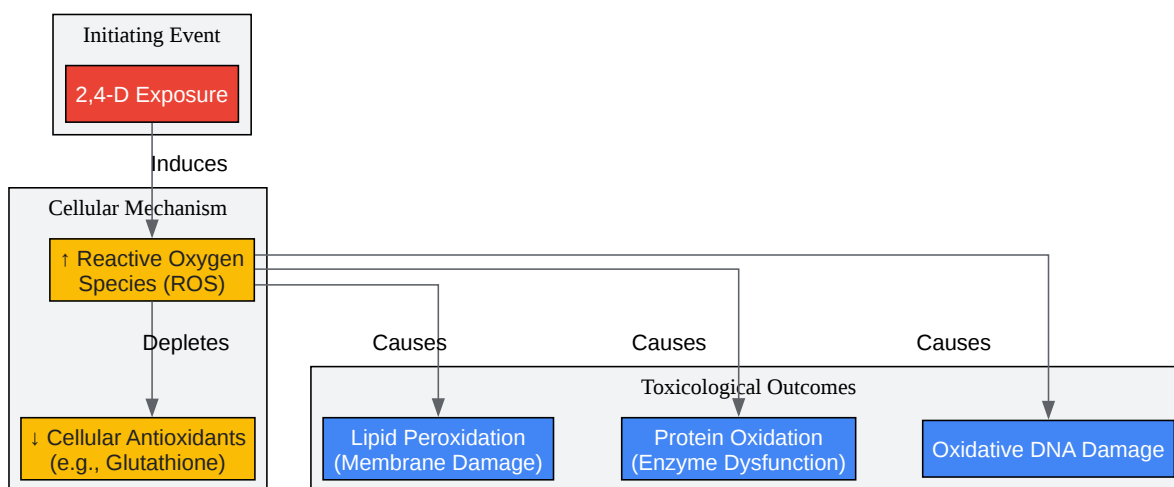 Initiating Event
2,4-D Exposure
Induces
Cellular Mechanism
↑ Reactive Oxygen
Species (ROS)
Depletes
Causes
Causes
Causes
Toxicological Outcomes
↓ Cellular Antioxidants
(e.g., Glutathione)
Lipid Peroxidation
(Membrane Damage)
Protein Oxidation
(Enzyme Dysfunction)
Oxidative DNA Damage